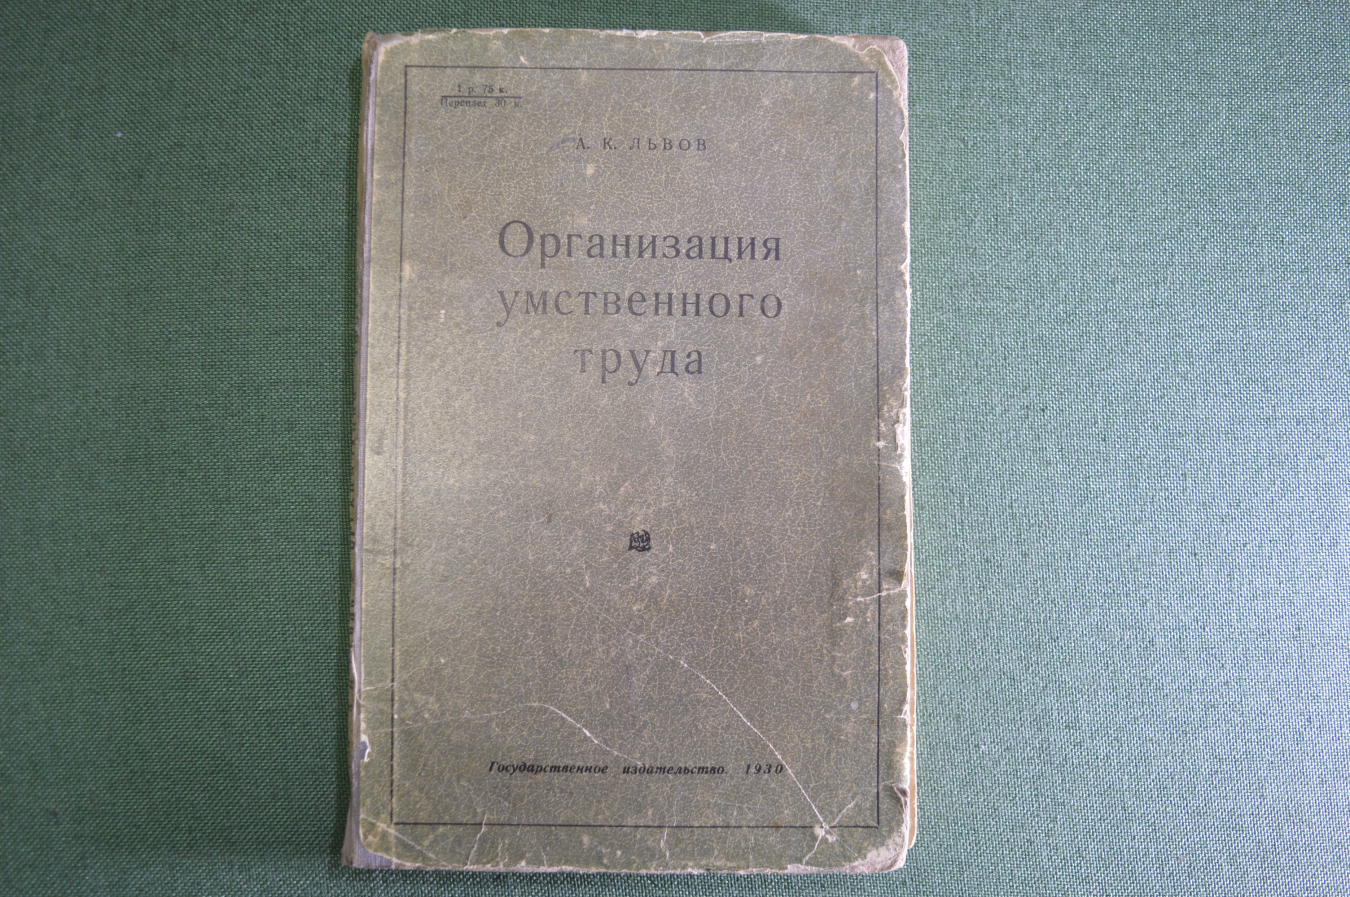 1 р. 75 к.
Переплет 30 к.
А. К. ЛЬВОВ
Организация
умственного
труда
Государственное издательство. 1930